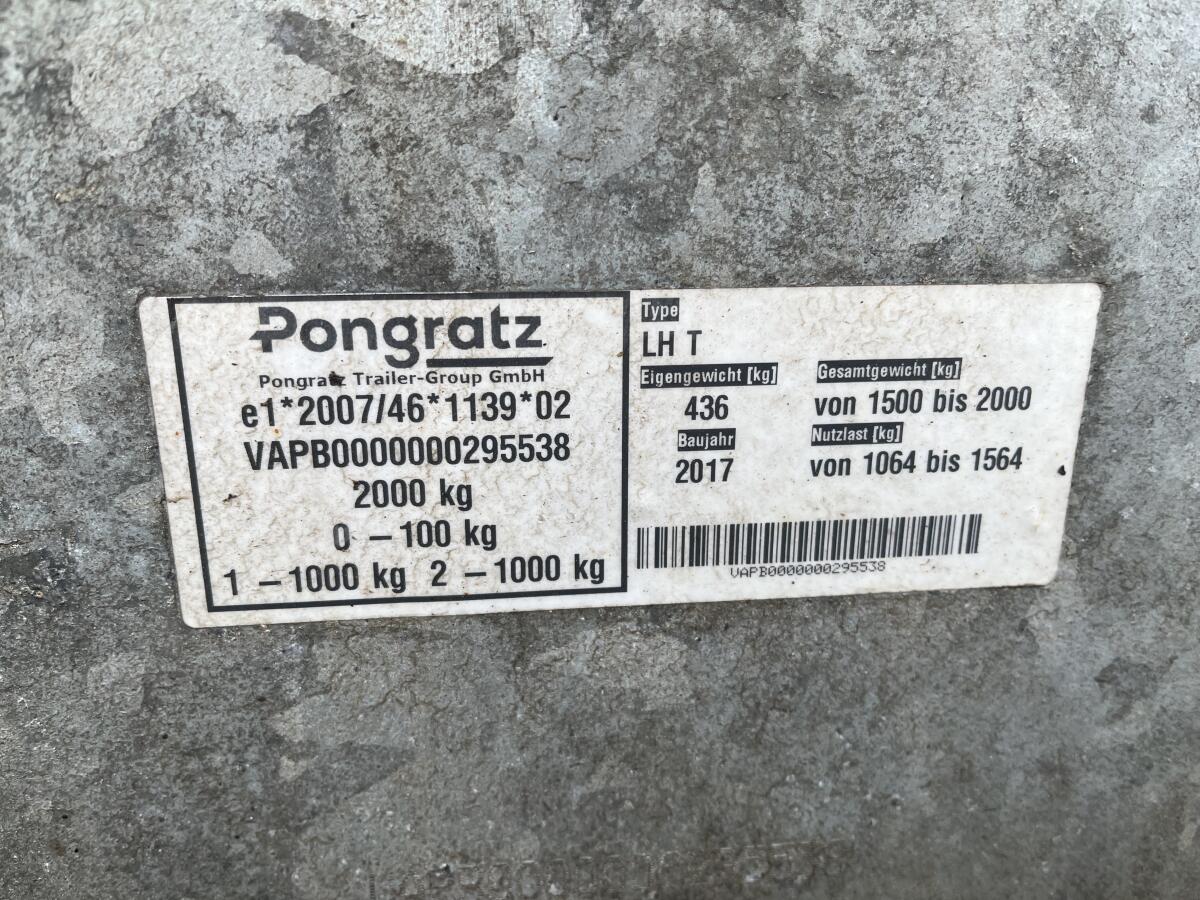 Pongratz
Pongratz Trailer-Group GmbH
e1*2007/46*1139*02
VAPB0000000295538
2000 kg
0 – 100 kg
1 – 1000 kg 2 – 1000 kg
Type
LH T
Eigengewicht [kg] Gesamtgewicht [kg]
436 von 1500 bis 2000
Baujahr Nutzlast [kg]
2017 von 1064 bis 1564
VAPB0000000295538